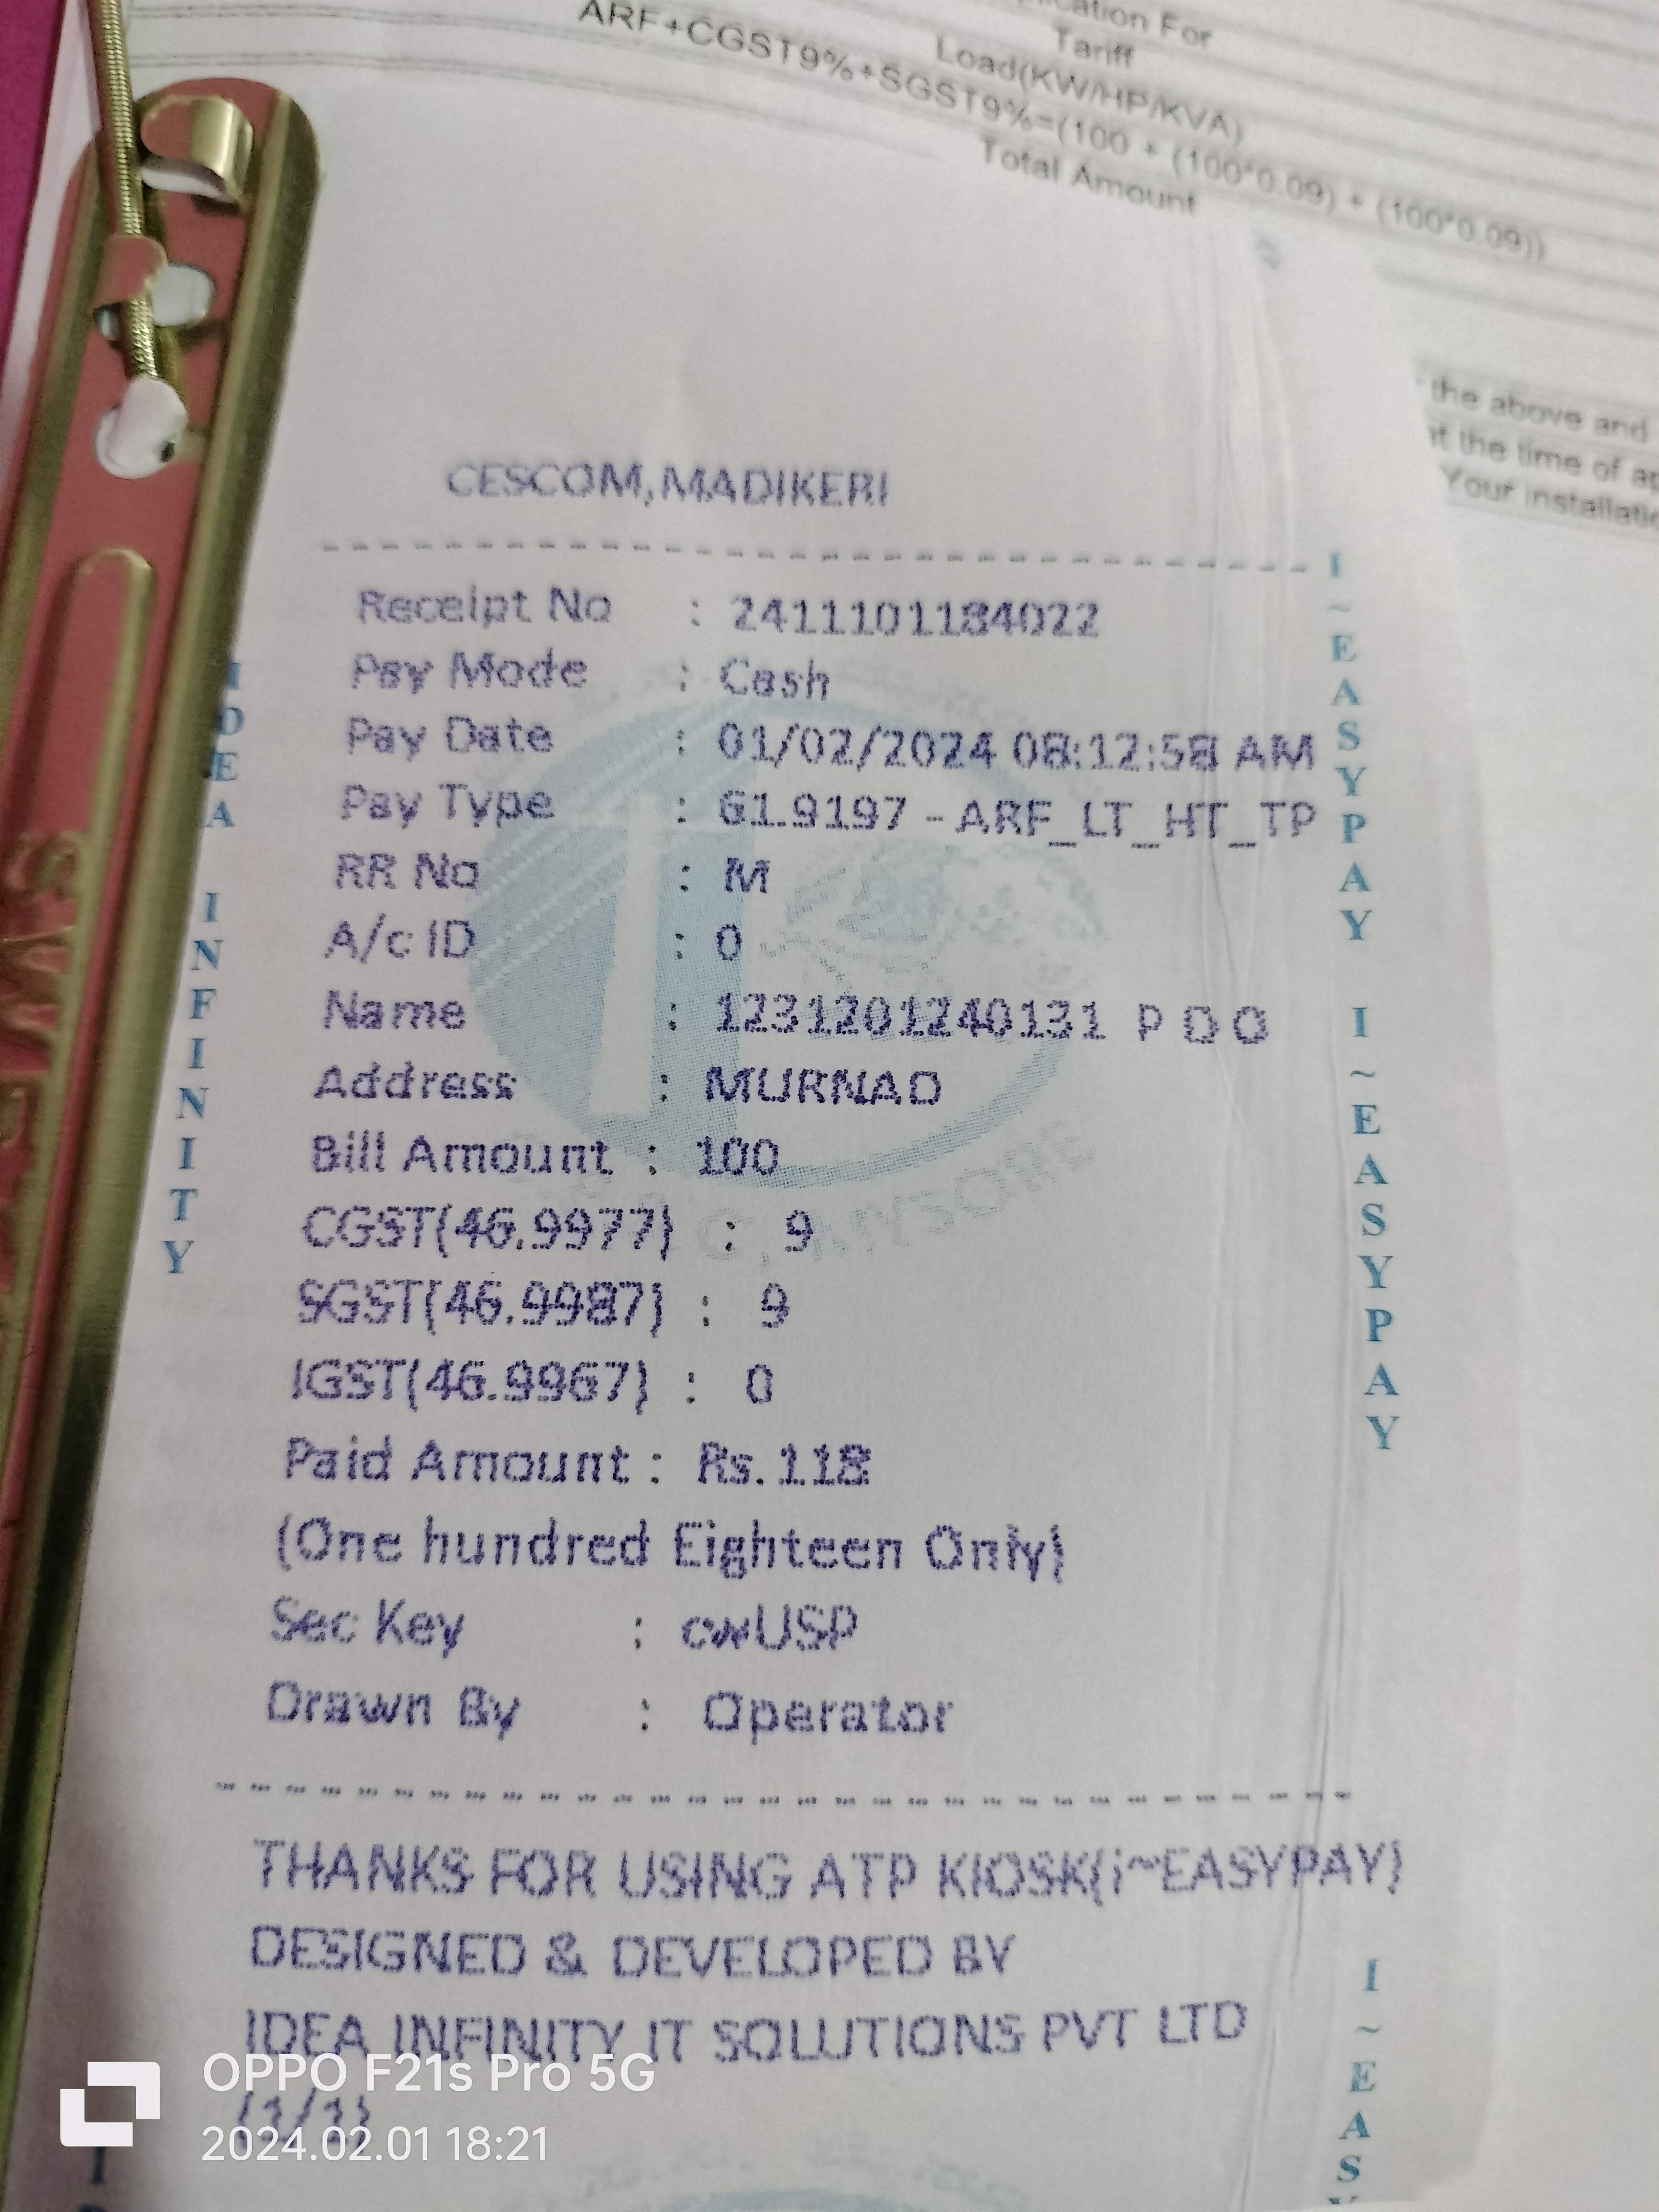 Tariff
Load(KW/HP/KVA)
ARF+CGST9%+SGST9%=(100 + (100*0.09) + (100*0.09))
Total Amount
the above and
the time of
Your
CESCOM,MADIKERI
Receipt No : 2411101184022
Pay Mode : Cash
Pay Date : 01/02/2024 08:12:58 AM
Pay Type : 61.9197 - ARF_LT_HT_TP
RR No : M
A/c ID : 0
Name : 1231201240131 P D O
Address : MURNAD
Bill Amount : 100
CGST(46.9977) : 9
SGST(46.9987) : 9
IGST(46.9967) : 0
Paid Amount : Rs.118
(One hundred Eighteen Only)
Sec Key : cwUSP
Drawn By : Operator
THANKS FOR USING ATP KIOSK(i~EASYPAY)
DESIGNED & DEVELOPED BY
IDEA INFINITY IT SOLUTIONS PVT LTD
(1/1)
IDEA INFINITY
I~EASYPAY I~EASYPAY
I~EAS
MYSORE
OPPO F21s Pro 5G
2024.02.01 18:21